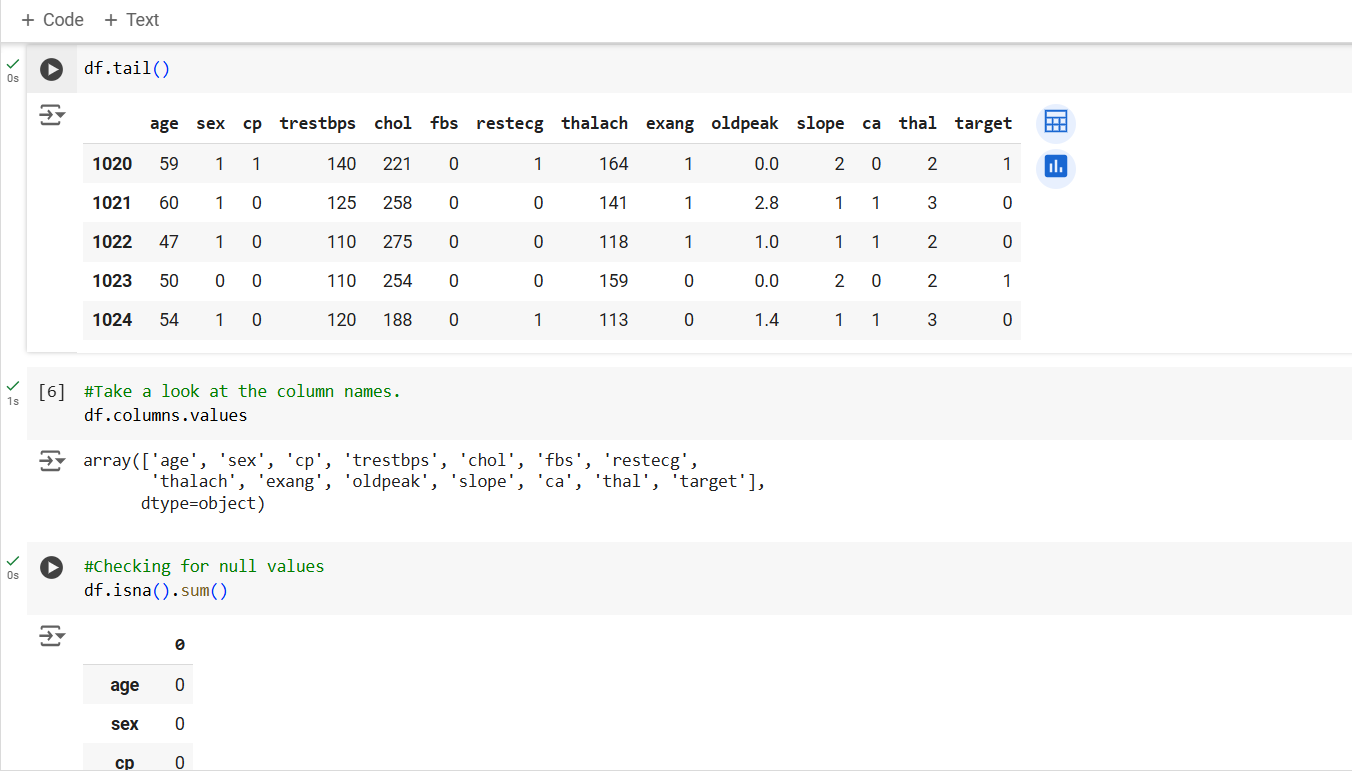 + Code + Text
0s
df.tail()
age sex cp trestbps chol fbs restecg thalach exang oldpeak slope ca thal target
1020 59 1 1 140 221 0 1 164 1 0.0 2 0 2 1
1021 60 1 0 125 258 0 0 141 1 2.8 1 1 3 0
1022 47 1 0 110 275 0 0 118 1 1.0 1 1 2 0
1023 50 0 0 110 254 0 0 159 0 0.0 2 0 2 1
1024 54 1 0 120 188 0 1 113 0 1.4 1 1 3 0
[6] #Take a look at the column names.
1s
df.columns.values
array(['age', 'sex', 'cp', 'trestbps', 'chol', 'fbs', 'restecg',
'thalach', 'exang', 'oldpeak', 'slope', 'ca', 'thal', 'target'],
dtype=object)
#Checking for null values
0s
df.isna().sum()
0
age 0
sex 0
cp 0